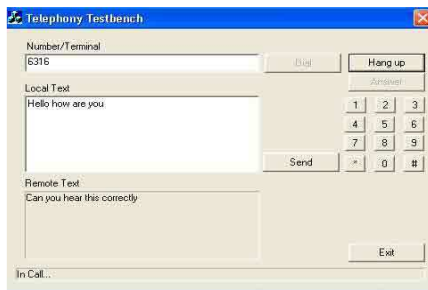 Telephony Testbench
Number/Terminal
6316
Dial
Hang up
Answer
Local Text
Hello how are you
1 2 3
4 5 6
7 8 9
* 0 #
Send
Remote Text
Can you hear this correctly
Exit
In Call...